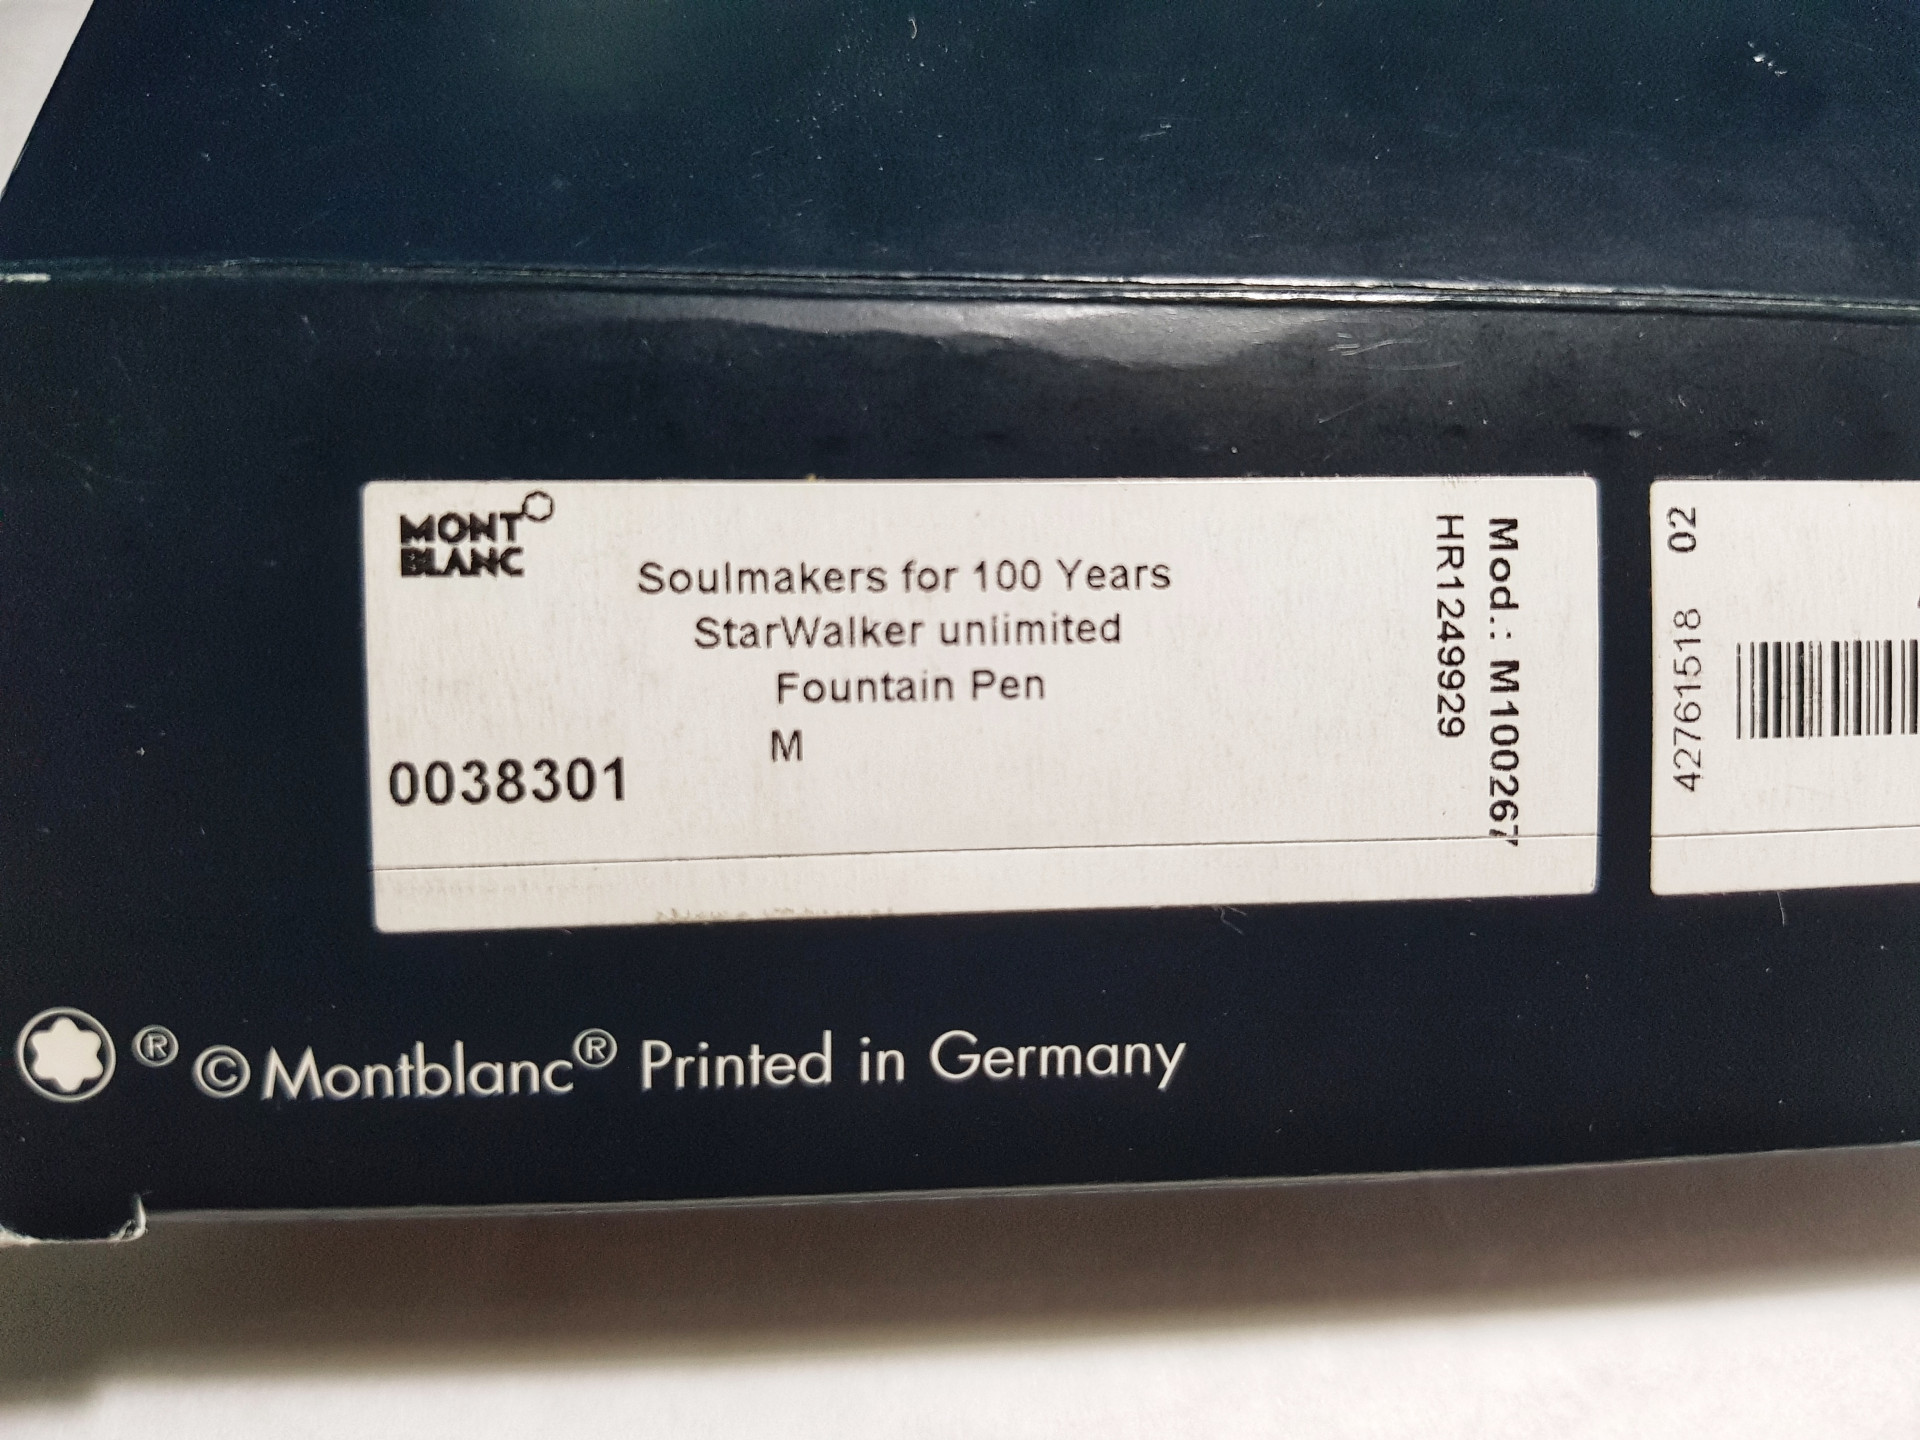 MONT
BLANC
Soulmakers for 100 Years
StarWalker unlimited
Fountain Pen
M
0038301
HR1249929
Mod.: M100267
42761518 02
® © Montblanc® Printed in Germany